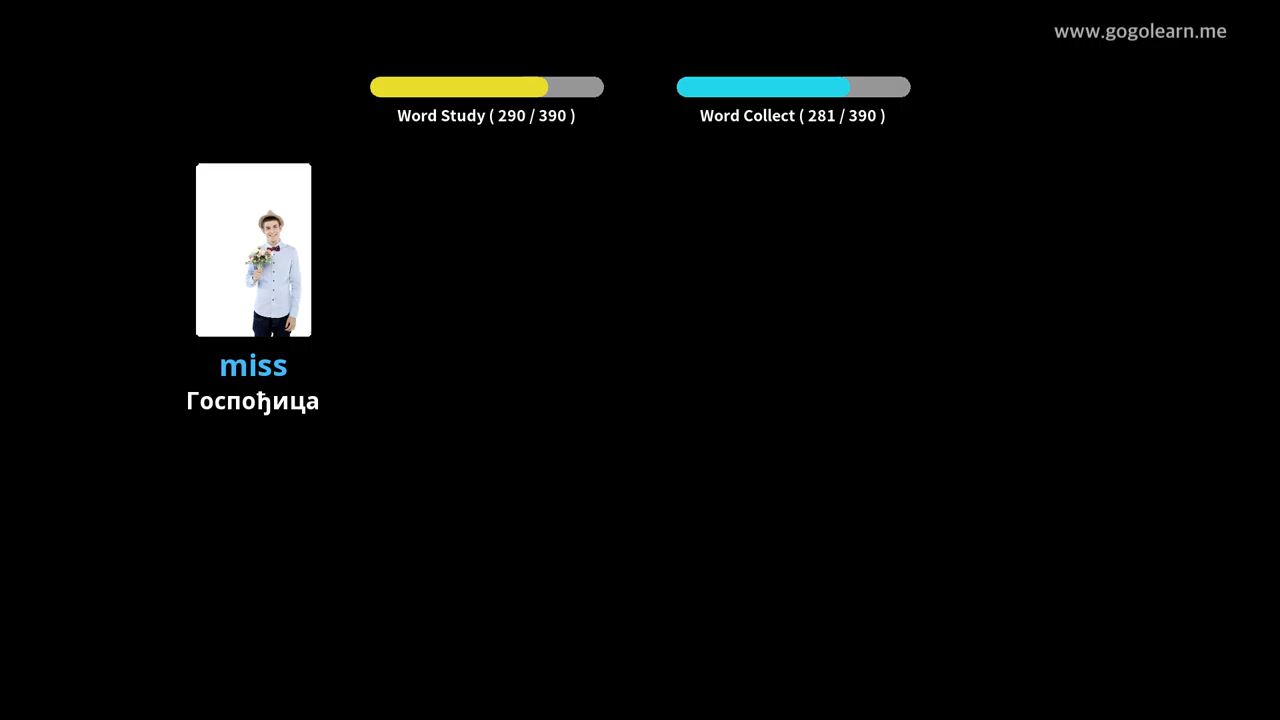 www.gogolearn.me
Word Study ( 290 / 390 )
Word Collect ( 281 / 390 )
miss
Госпођица